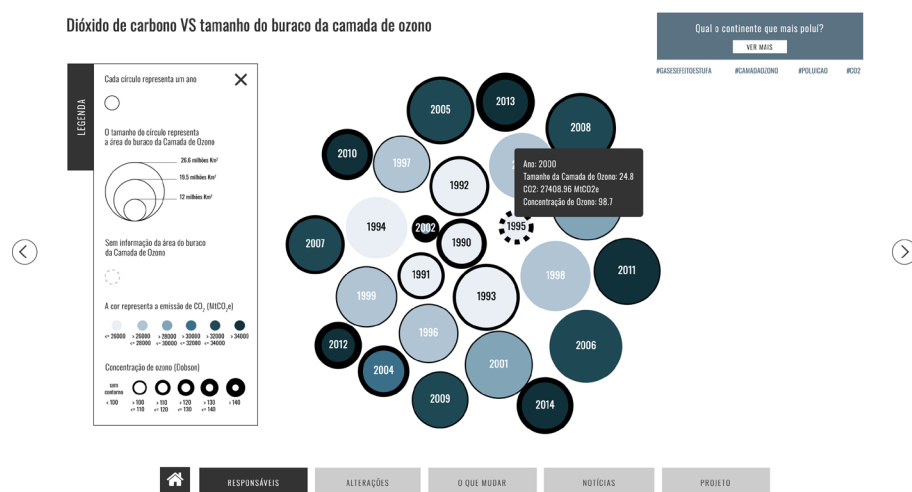 Dióxido de carbono VS tamanho do buraco da camada de ozono
Qual o continente que mais poluí?
VER MAIS
#GASESEFEITOESTUFA #CAMADAOZONO #POLUICAO #CO2
LEGENDA
Cada círculo representa um ano
O tamanho do círculo representa
a área do buraco da Camada de Ozono
26.6 milhões Km²
19.5 milhões Km²
12 milhões Km²
Sem informação da área do buraco
da Camada de Ozono
A cor representa a emissão de CO₂ (MtCO₂e)
<= 26000 > 26000 > 28000 > 30000 > 32000 > 34000
<= 28000 <= 30000 <= 32000 <= 34000
Concentração de ozono (Dobson)
sem
contorno
< 100 > 100 > 110 > 120 > 130 > 140
<= 110 <= 120 <= 130 <= 140
2005
2013
2008
2010
1997
1992
Ano: 2000
Tamanho da Camada de Ozono: 24.8
CO2: 27408.96 MtCO2e
Concentração de Ozono: 98.7
1994
2002
1990
1995
2007
1991
1998
2011
1999
1993
2012
1996
2006
2004
2001
2009
2014
RESPONSÁVEIS
ALTERAÇÕES
O QUE MUDAR
NOTÍCIAS
PROJETO